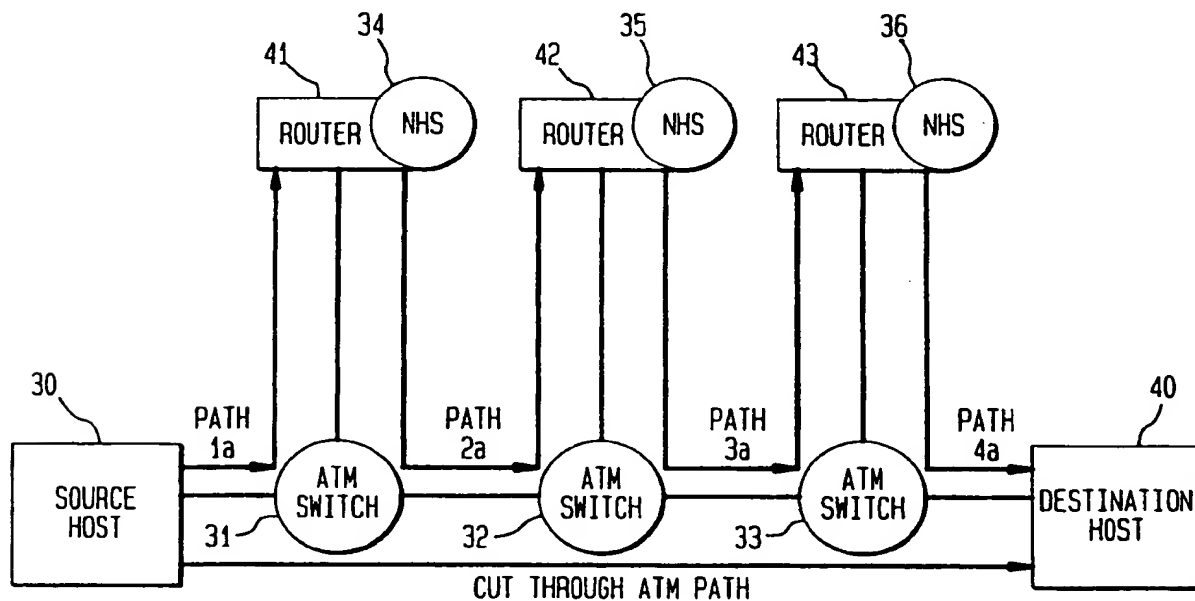 34
35
36
41
42
43
ROUTER
NHS
ROUTER
NHS
ROUTER
NHS
30
40
PATH
1a
PATH
2a
PATH
3a
PATH
4a
SOURCE
HOST
ATM
SWITCH
ATM
SWITCH
ATM
SWITCH
DESTINATION
HOST
31
32
33
CUT THROUGH ATM PATH